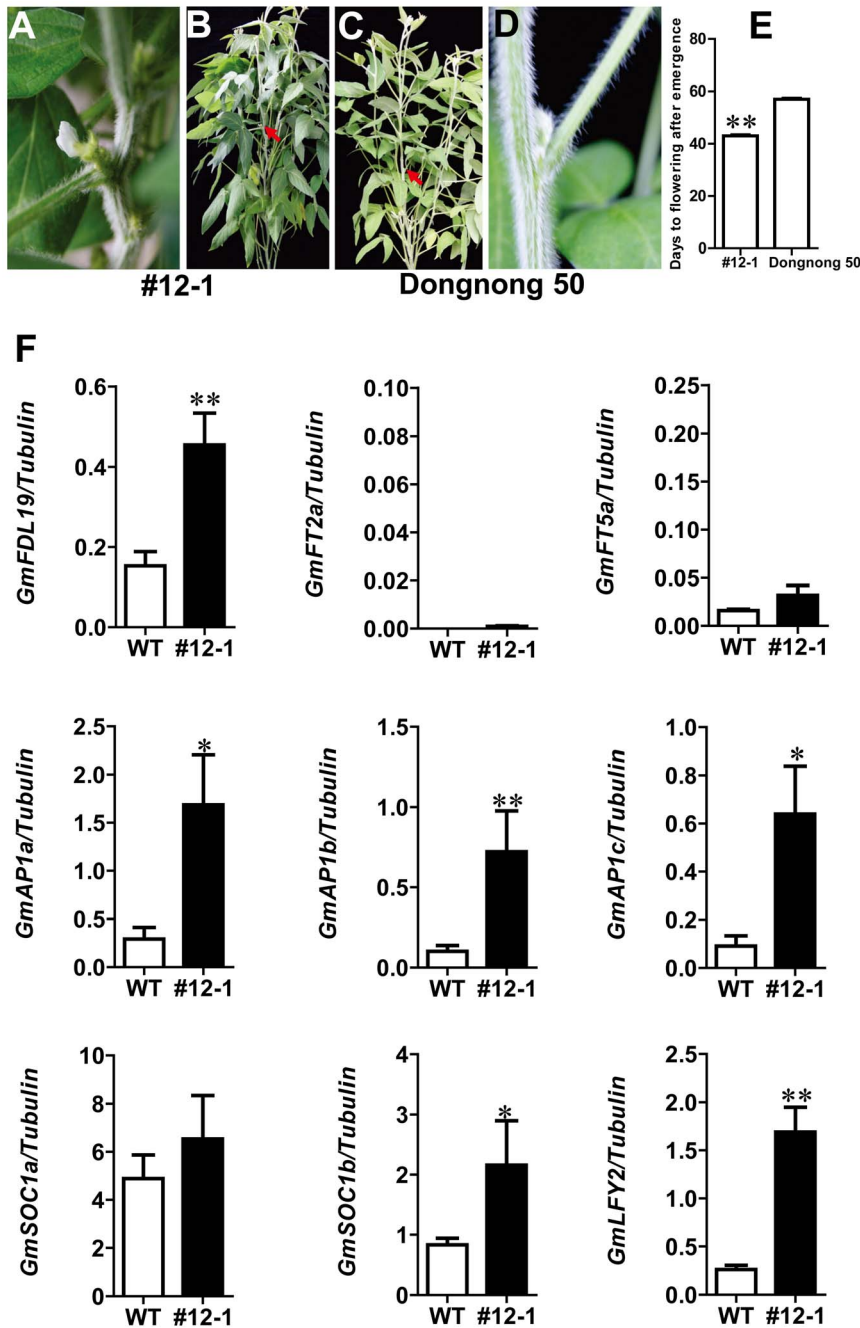 A
B
C
D
E
Days to flowering after emergence
80
60
40
20
0
**
#12-1
Dongnong 50
#12-1
Dongnong 50
F
GmFDL19/Tubulin
0.6
0.4
0.2
0.0
**
WT
#12-1
GmFT2a/Tubulin
0.10
0.08
0.06
0.04
0.02
0.00
WT
#12-1
GmFT5a/Tubulin
0.25
0.20
0.15
0.10
0.05
0.00
WT
#12-1
GmAP1a/Tubulin
2.5
2.0
1.5
1.0
0.5
0.0
*
WT
#12-1
GmAP1b/Tubulin
1.5
1.0
0.5
0.0
**
WT
#12-1
GmAP1c/Tubulin
1.0
0.8
0.6
0.4
0.2
0.0
*
WT
#12-1
GmSOC1a/Tubulin
10
8
6
4
2
0
WT
#12-1
GmSOC1b/Tubulin
4
3
2
1
0
*
WT
#12-1
GmLFY2/Tubulin
2.5
2.0
1.5
1.0
0.5
0.0
**
WT
#12-1